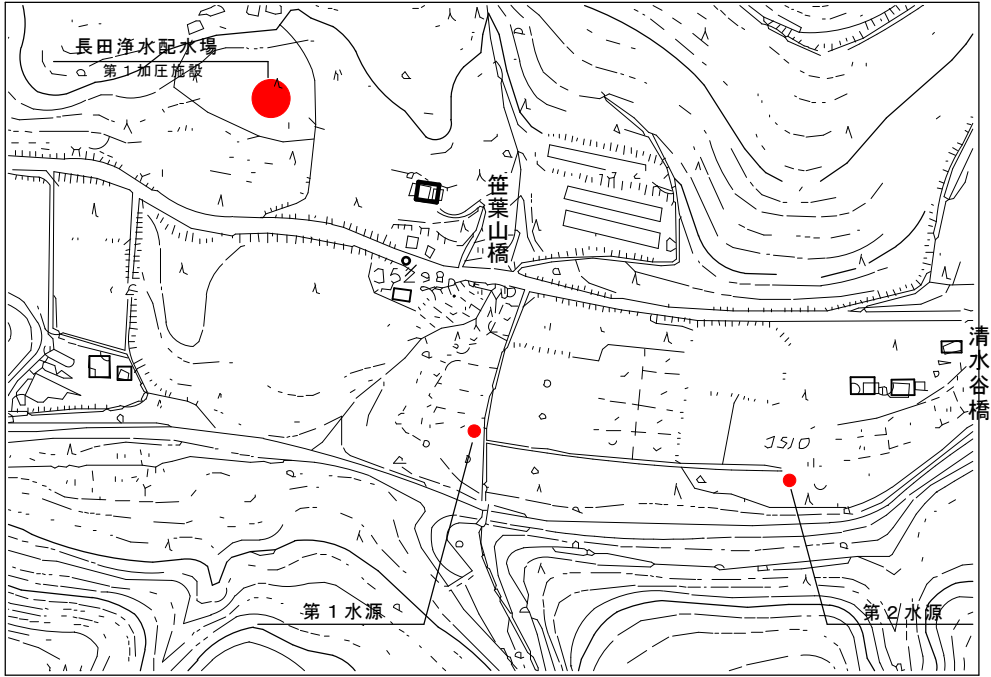 長田浄水配水場
第1加圧施設
笹葉山橋
清水谷橋
第1水源
第2水源